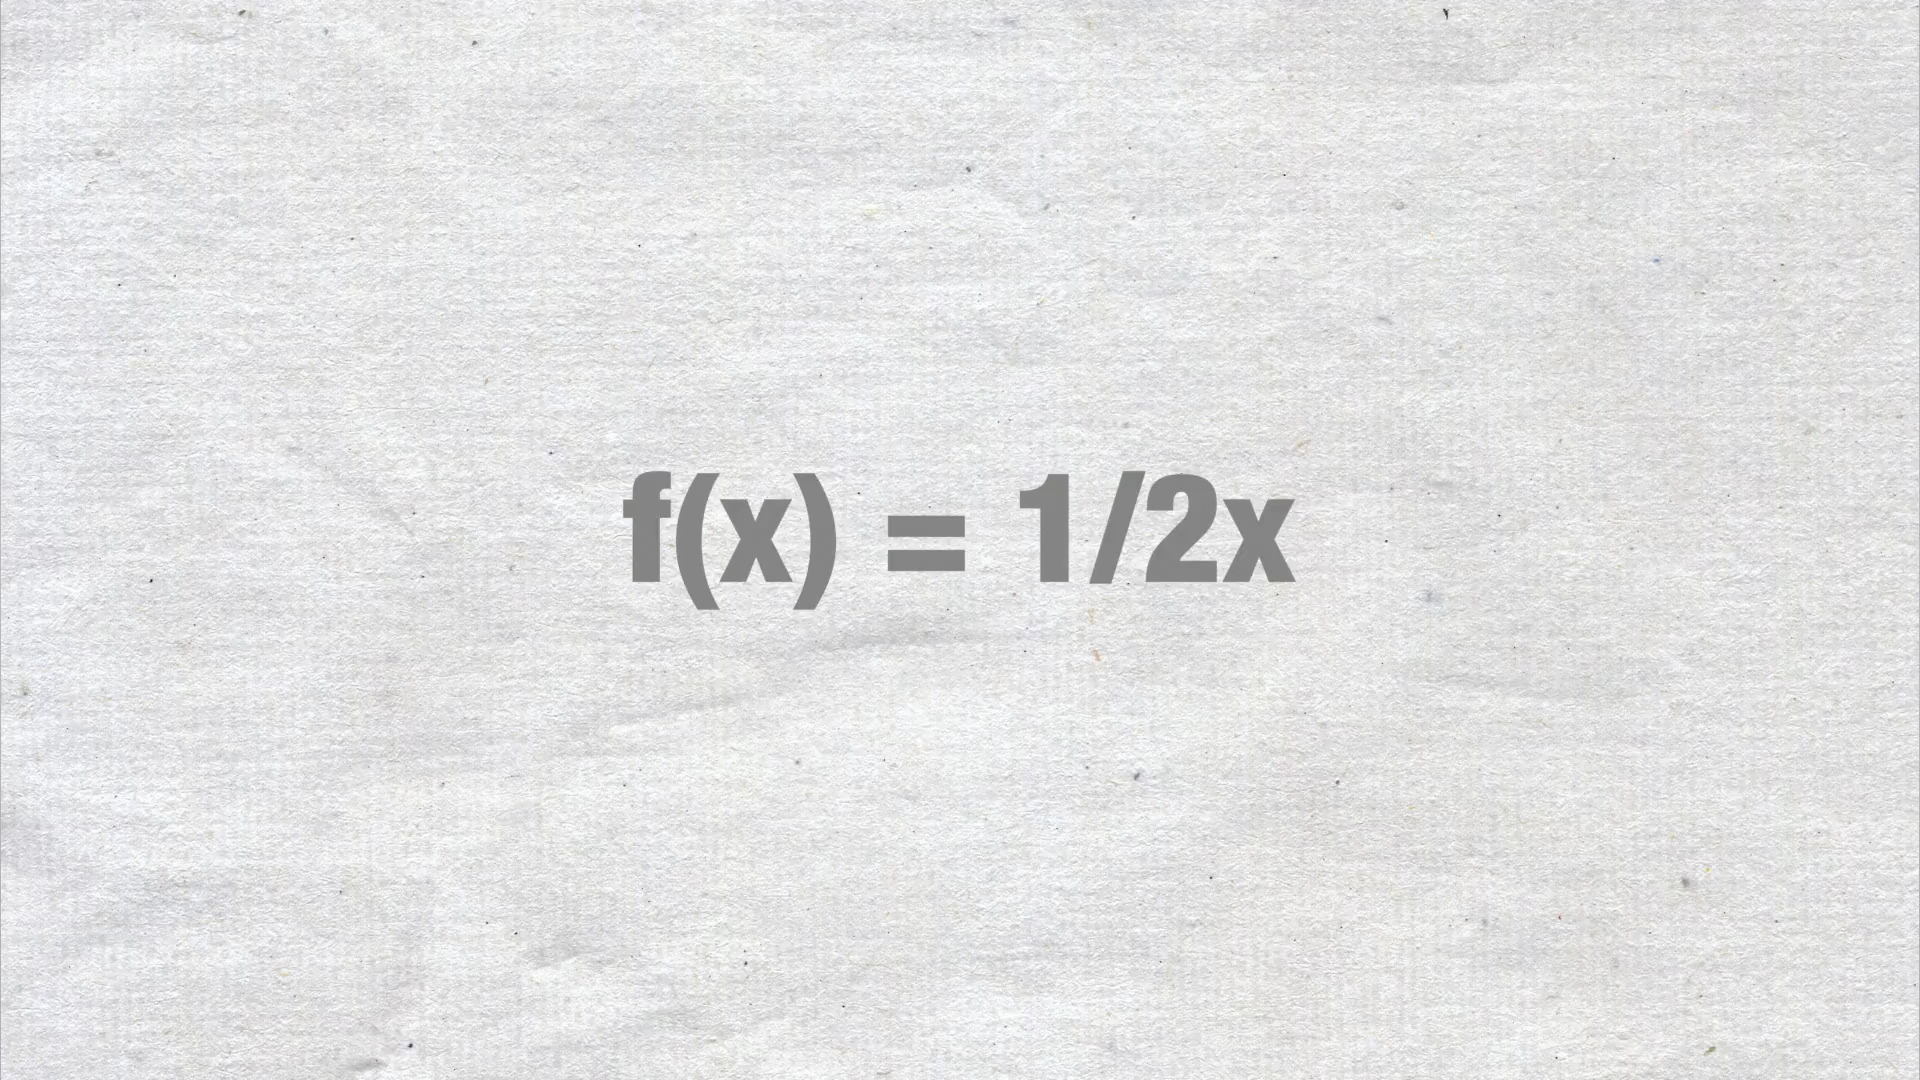 f(x) = 1/2x